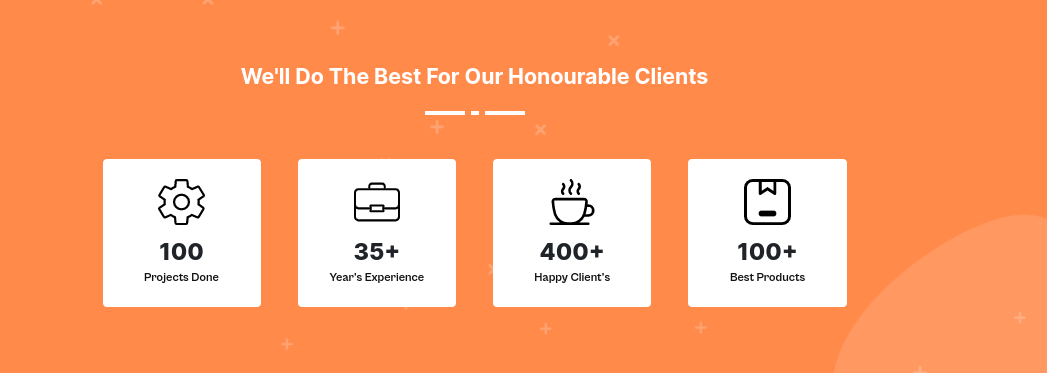 We'll Do The Best For Our Honourable Clients
100
Projects Done
35+
Year's Experience
400+
Happy Client's
100+
Best Products